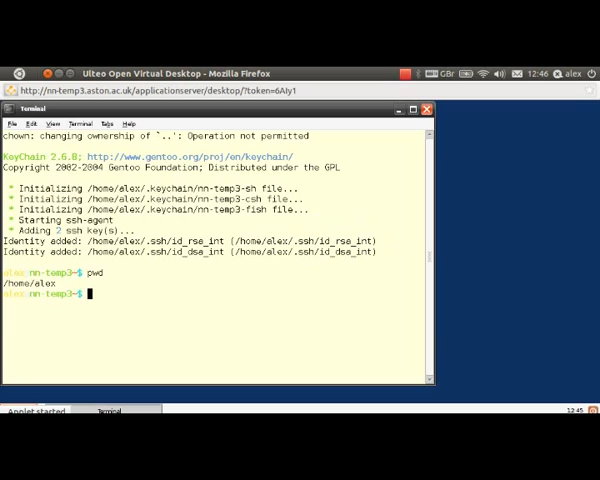 Ulteo Open Virtual Desktop - Mozilla Firefox
GBr
12:46
alex
http://nn-temp3.aston.ac.uk/applicationserver/desktop/?token=6AIy1
Terminal
File Edit View Terminal Tabs Help
chown: changing ownership of `..': Operation not permitted
KeyChain 2.6.8; http://www.gentoo.org/proj/en/keychain/
Copyright 2002-2004 Gentoo Foundation; Distributed under the GPL
* Initializing /home/alex/.keychain/nn-temp3-sh file...
* Initializing /home/alex/.keychain/nn-temp3-csh file...
* Initializing /home/alex/.keychain/nn-temp3-fish file...
* Starting ssh-agent
* Adding 2 ssh key(s)...
Identity added: /home/alex/.ssh/id_rsa_int (/home/alex/.ssh/id_rsa_int)
Identity added: /home/alex/.ssh/id_dsa_int (/home/alex/.ssh/id_dsa_int)
alex@nn-temp3~$ pwd
/home/alex
alex@nn-temp3~$
Applet started
Terminal
12:45